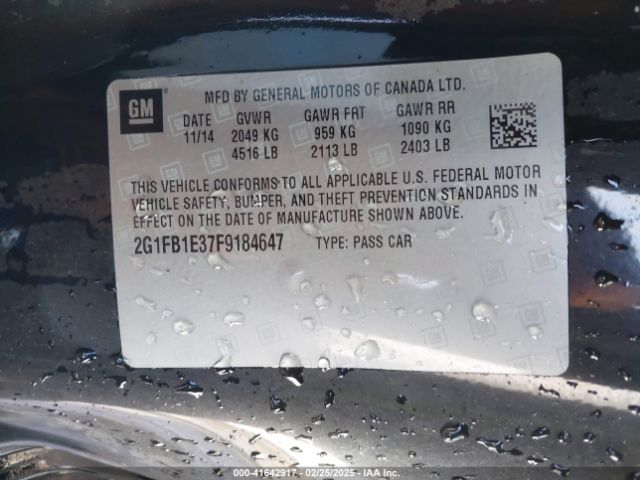 GM
MFD BY GENERAL MOTORS OF CANADA LTD.
DATE GVWR GAWR FRT GAWR RR
11/14 2049 KG 959 KG 1090 KG
4516 LB 2113 LB 2403 LB
THIS VEHICLE CONFORMS TO ALL APPLICABLE U.S. FEDERAL MOTOR
VEHICLE SAFETY, BUMPER, AND THEFT PREVENTION STANDARDS IN
EFFECT ON THE DATE OF MANUFACTURE SHOWN ABOVE.
2G1FB1E37F9184647 TYPE: PASS CAR
000-41642917 - 02/25/2025 - IAA Inc.